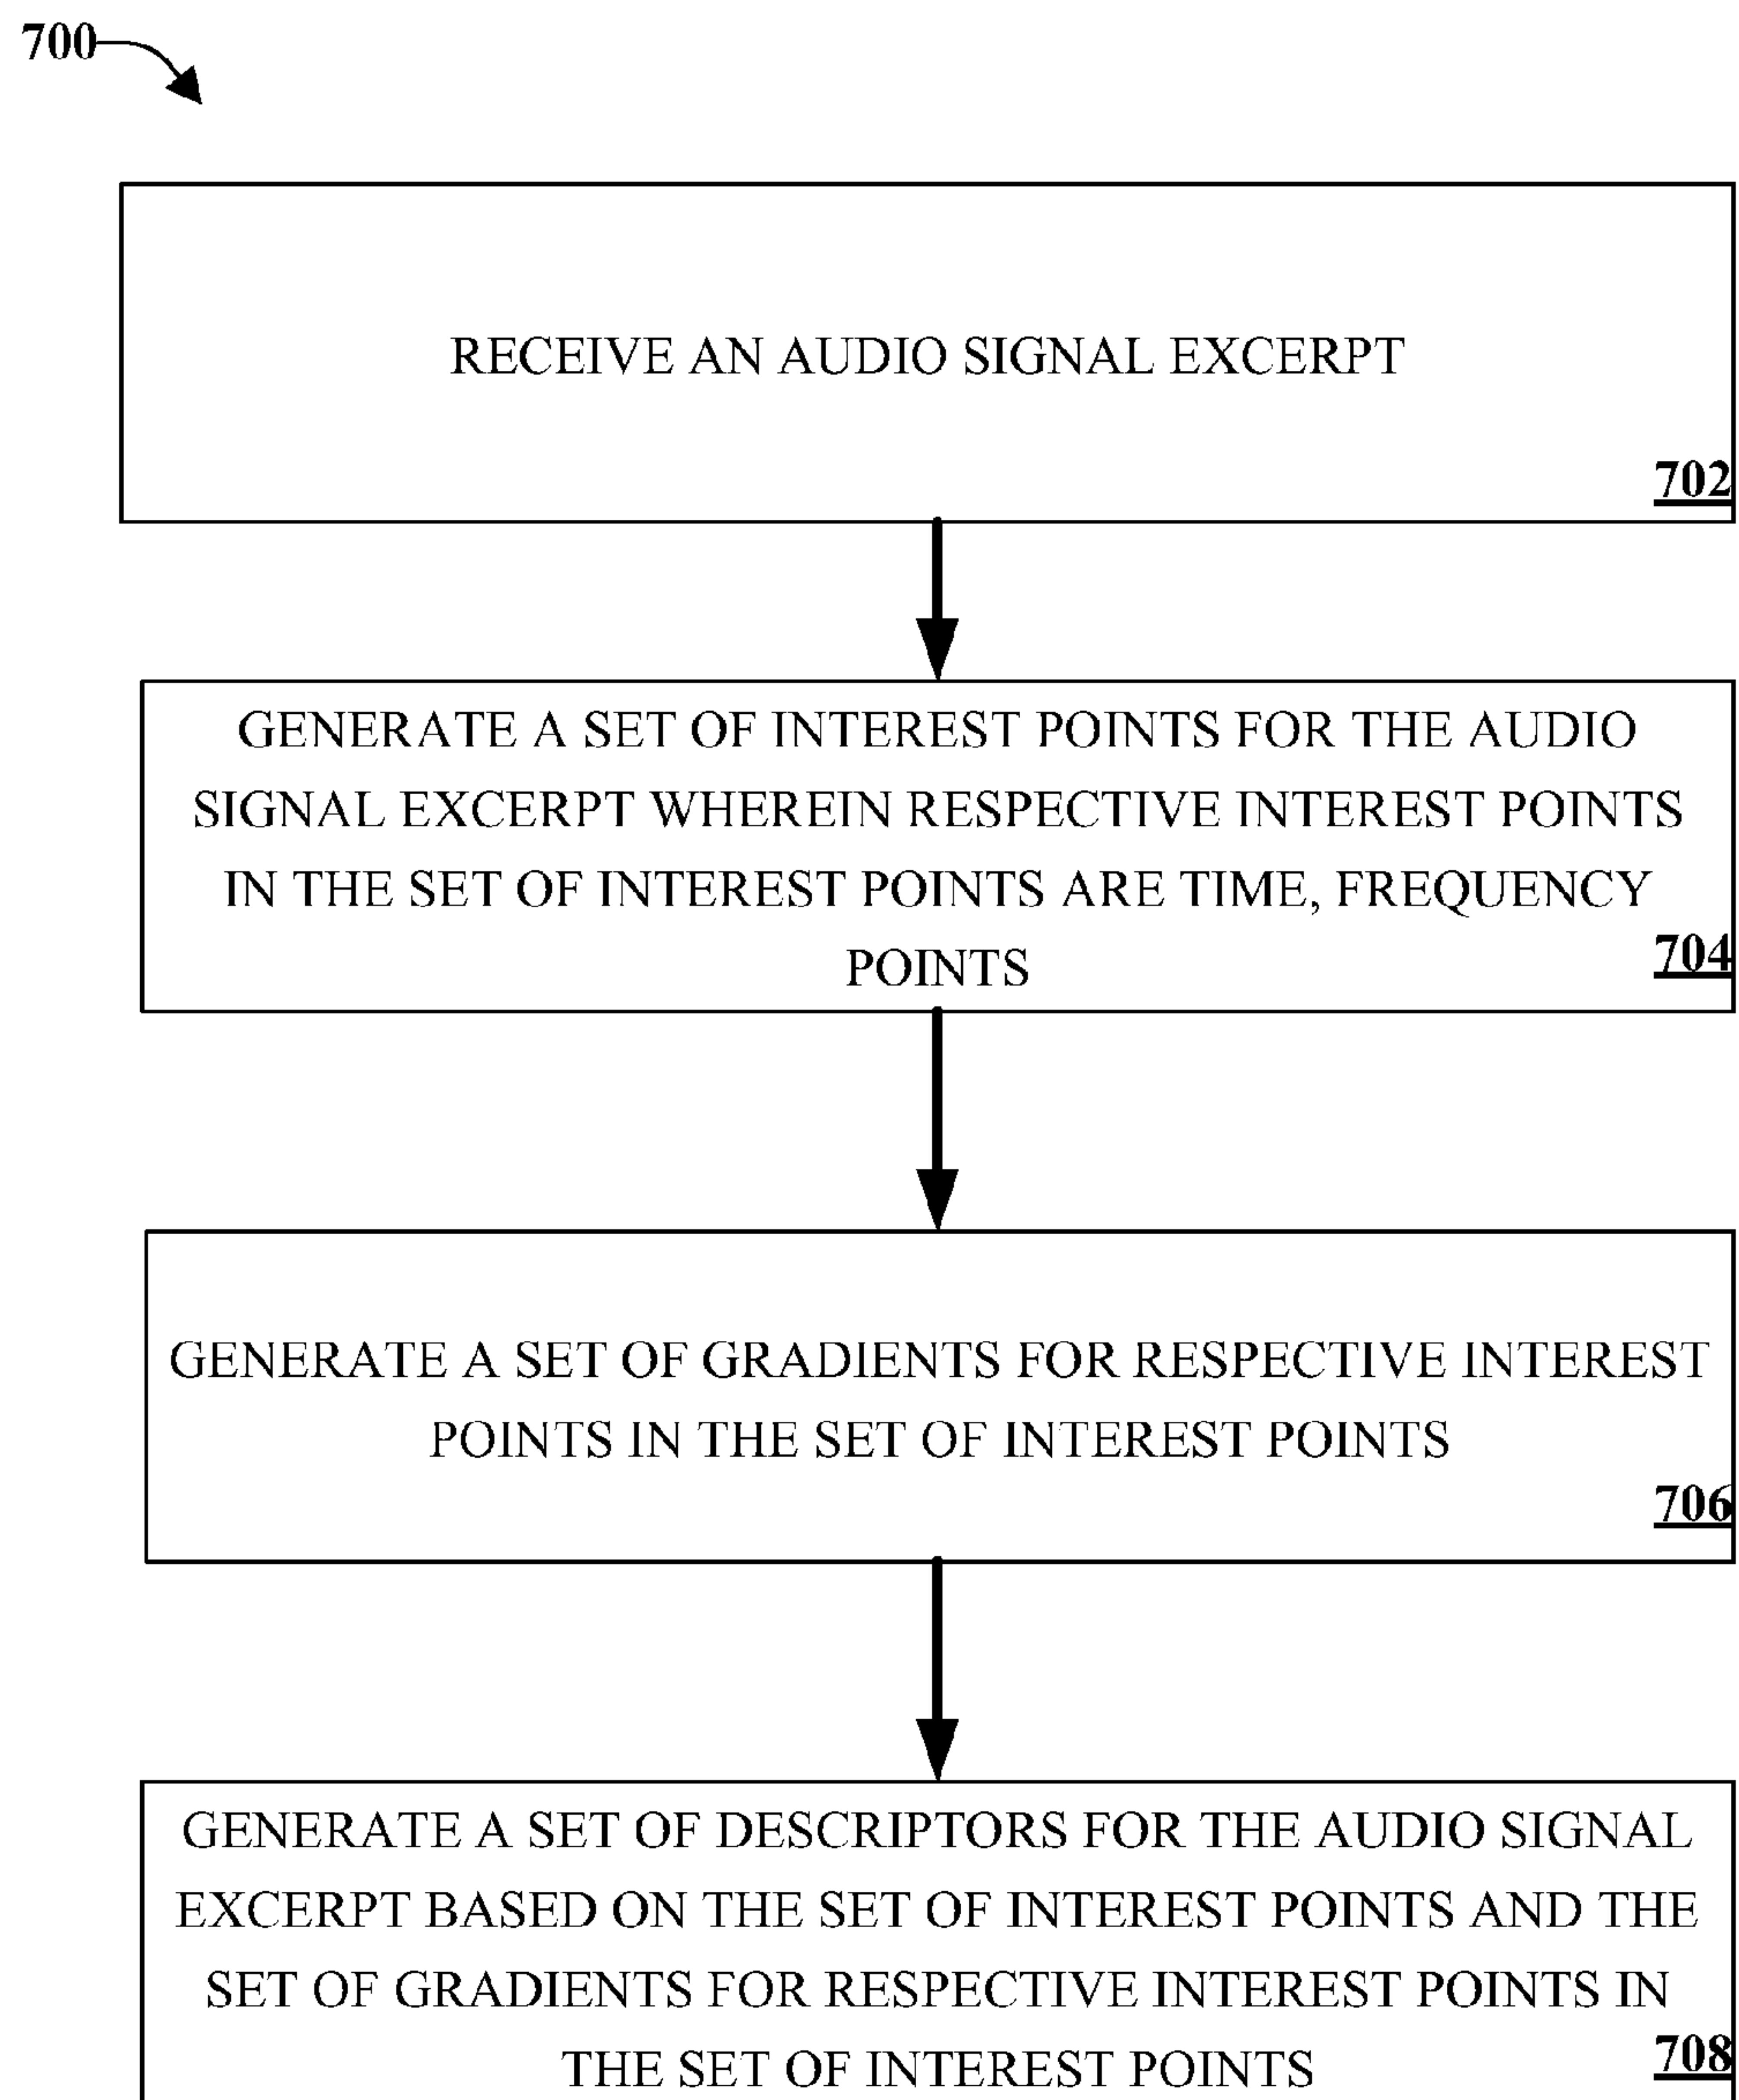 700
RECEIVE AN AUDIO SIGNAL EXCERPT
702
GENERATE A SET OF INTEREST POINTS FOR THE AUDIO
SIGNAL EXCERPT WHEREIN RESPECTIVE INTEREST POINTS
IN THE SET OF INTEREST POINTS ARE TIME, FREQUENCY
POINTS
704
GENERATE A SET OF GRADIENTS FOR RESPECTIVE INTEREST
POINTS IN THE SET OF INTEREST POINTS
706
GENERATE A SET OF DESCRIPTORS FOR THE AUDIO SIGNAL
EXCERPT BASED ON THE SET OF INTEREST POINTS AND THE
SET OF GRADIENTS FOR RESPECTIVE INTEREST POINTS IN
THE SET OF INTEREST POINTS
708